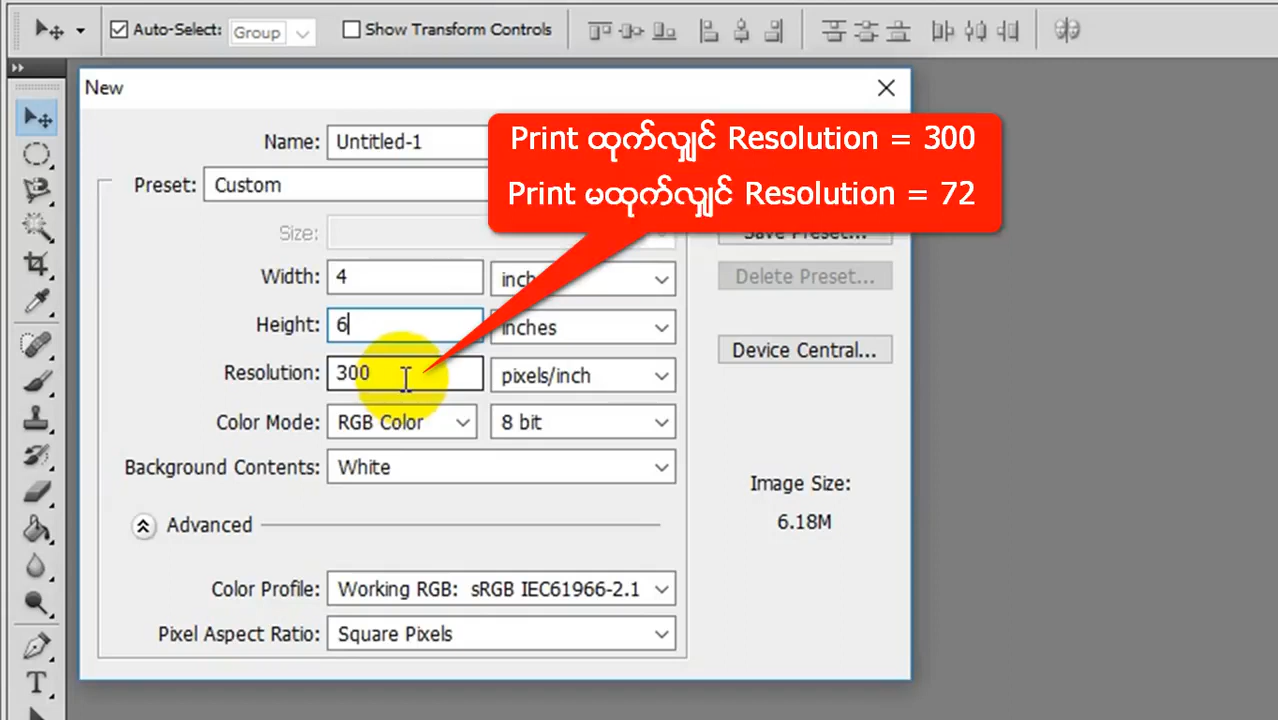 Auto-Select: Group Show Transform Controls
New
Name: Untitled-1
Print ထုတ်လျှင် Resolution = 300
Print မထုတ်လျှင် Resolution = 72
Preset: Custom
Size:
Save Preset...
Width: 4 inch
Delete Preset...
Height: 6 inches
Device Central...
Resolution: 300 pixels/inch
Color Mode: RGB Color 8 bit
Background Contents: White
Image Size:
6.18M
Advanced
Color Profile: Working RGB: sRGB IEC61966-2.1
Pixel Aspect Ratio: Square Pixels
T